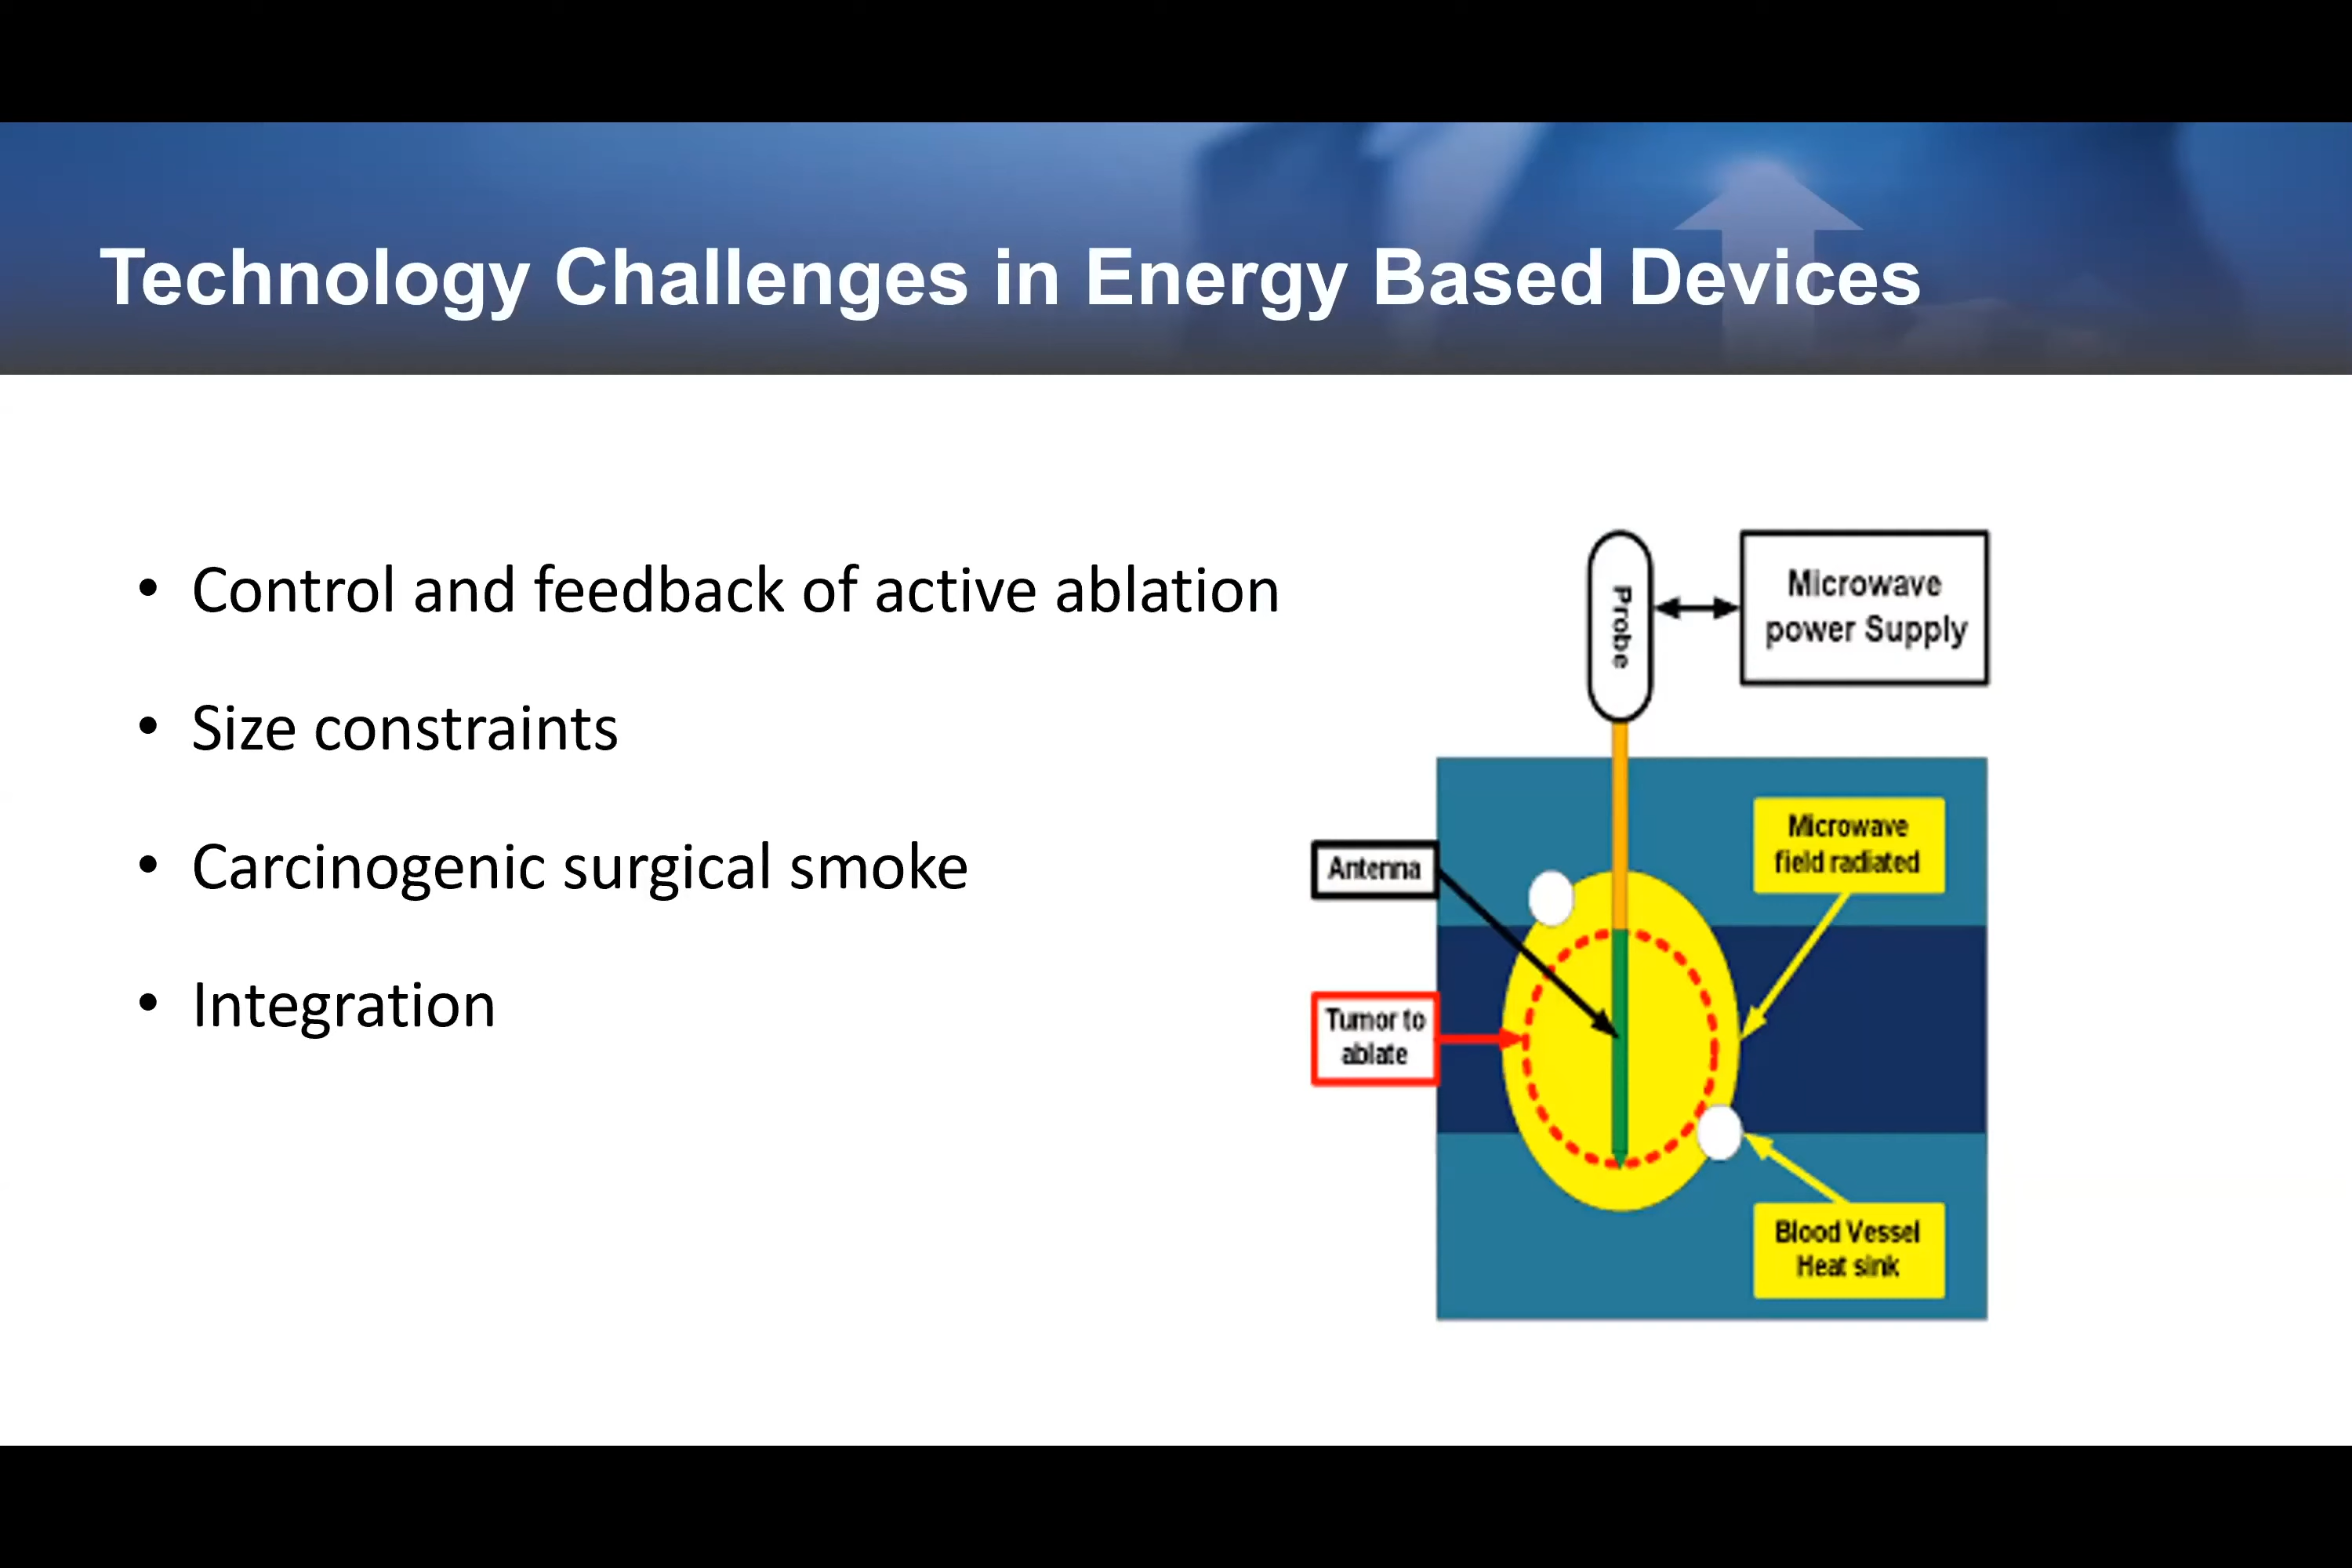 Technology Challenges in Energy Based Devices
• Control and feedback of active ablation
• Size constraints
• Carcinogenic surgical smoke
• Integration
Probe
Microwave
power Supply
Antenna
Microwave
field radiated
Tumor to
ablate
Blood Vessel
Heat sink